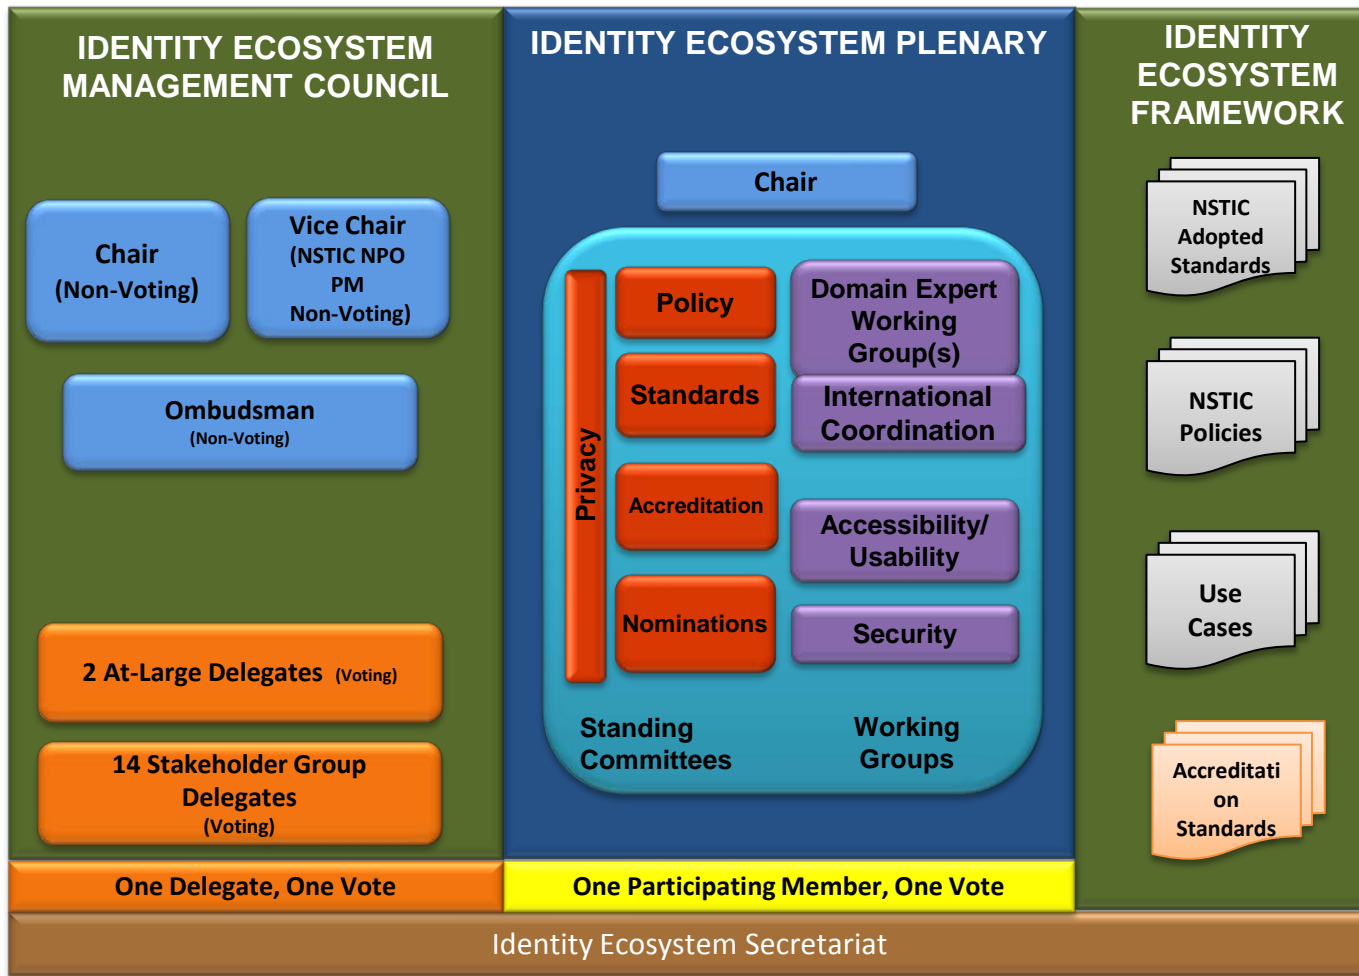 IDENTITY ECOSYSTEM
MANAGEMENT COUNCIL
Chair
(Non-Voting)
Vice Chair
(NSTIC NPO
PM
Non-Voting)
Ombudsman
(Non-Voting)
2 At-Large Delegates (Voting)
14 Stakeholder Group
Delegates
(Voting)
One Delegate, One Vote
IDENTITY ECOSYSTEM PLENARY
Chair
Privacy
Policy
Standards
Accreditation
Nominations
Standing
Committees
Domain Expert
Working
Group(s)
International
Coordination
Accessibility/
Usability
Security
Working
Groups
One Participating Member, One Vote
IDENTITY
ECOSYSTEM
FRAMEWORK
NSTIC
Adopted
Standards
NSTIC
Policies
Use
Cases
Accreditati
on
Standards
Identity Ecosystem Secretariat